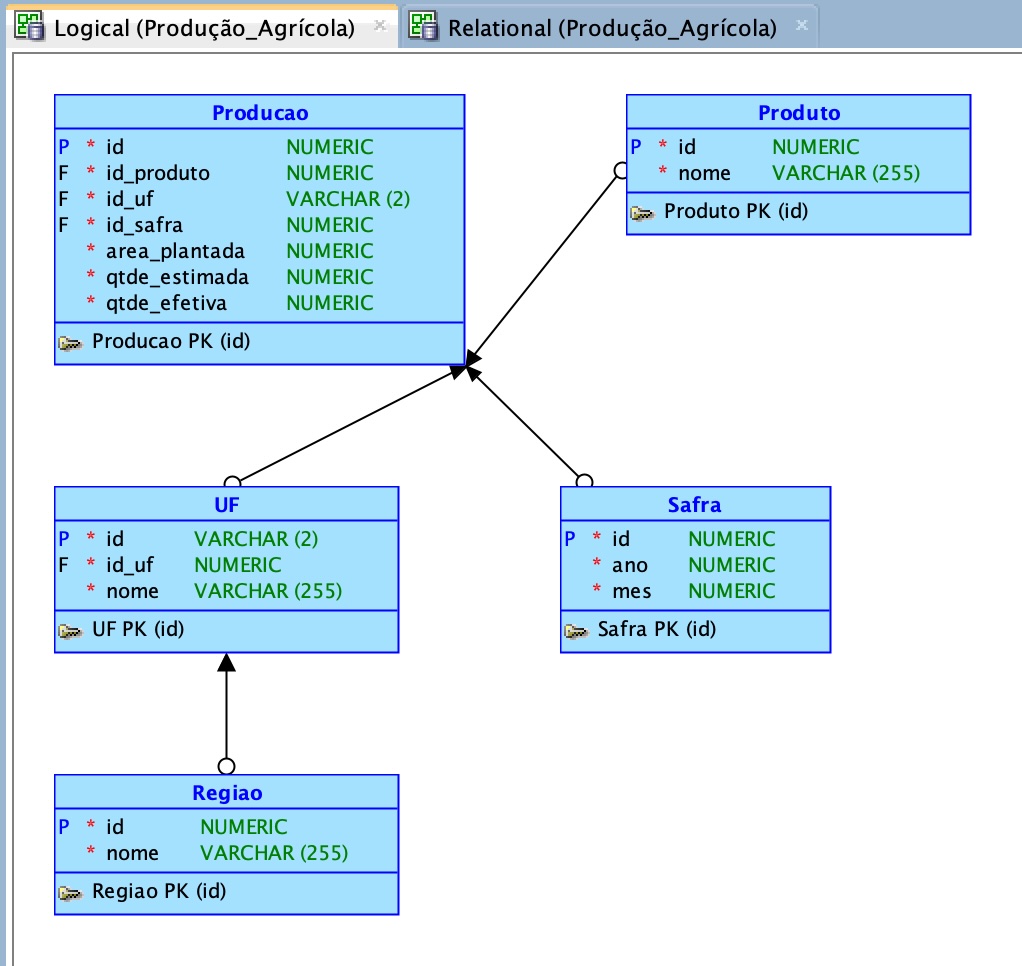 Logical (Produção_Agrícola)
Relational (Produção_Agrícola)
Producao
P * id NUMERIC
F * id_produto NUMERIC
F * id_uf VARCHAR (2)
F * id_safra NUMERIC
* area_plantada NUMERIC
* qtde_estimada NUMERIC
* qtde_efetiva NUMERIC
Producao PK (id)
Produto
P * id NUMERIC
* nome VARCHAR (255)
Produto PK (id)
UF
P * id VARCHAR (2)
F * id_uf NUMERIC
* nome VARCHAR (255)
UF PK (id)
Safra
P * id NUMERIC
* ano NUMERIC
* mes NUMERIC
Safra PK (id)
Regiao
P * id NUMERIC
* nome VARCHAR (255)
Regiao PK (id)